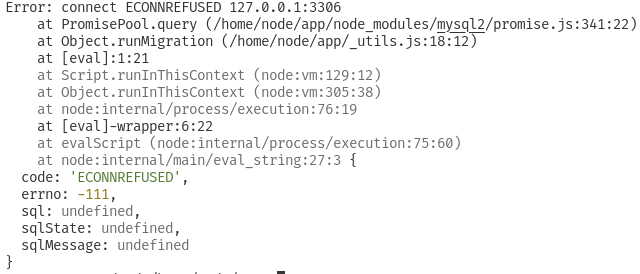 Error: connect ECONNREFUSED 127.0.0.1:3306
at PromisePool.query (/home/node/app/node_modules/mysql2/promise.js:341:22)
at Object.runMigration (/home/node/app/_utils.js:18:12)
at [eval]:1:21
at Script.runInThisContext (node:vm:129:12)
at Object.runInThisContext (node:vm:305:38)
at node:internal/process/execution:76:19
at [eval]-wrapper:6:22
at evalScript (node:internal/process/execution:75:60)
at node:internal/main/eval_string:27:3 {
code: 'ECONNREFUSED',
errno: -111,
sql: undefined,
sqlState: undefined,
sqlMessage: undefined
}